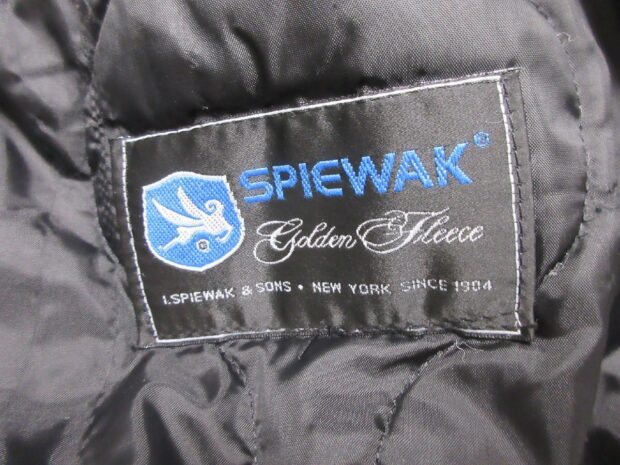 SPIEWAK®
Golden Fleece
I.SPIEWAK & SONS • NEW YORK SINCE 1904